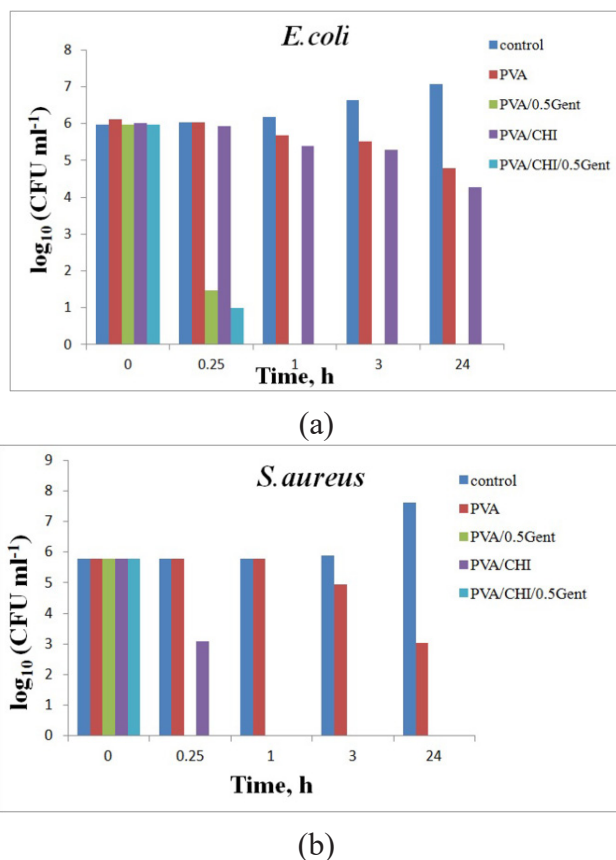 E.coli
8
7
6
5
4
3
2
1
0
log10 (CFU ml-1)
0 0.25 1 3 24
Time, h
control
PVA
PVA/0.5Gent
PVA/CHI
PVA/CHI/0.5Gent
(a)
S.aureus
9
8
7
6
5
4
3
2
1
0
log10 (CFU ml-1)
0 0.25 1 3 24
Time, h
control
PVA
PVA/0.5Gent
PVA/CHI
PVA/CHI/0.5Gent
(b)